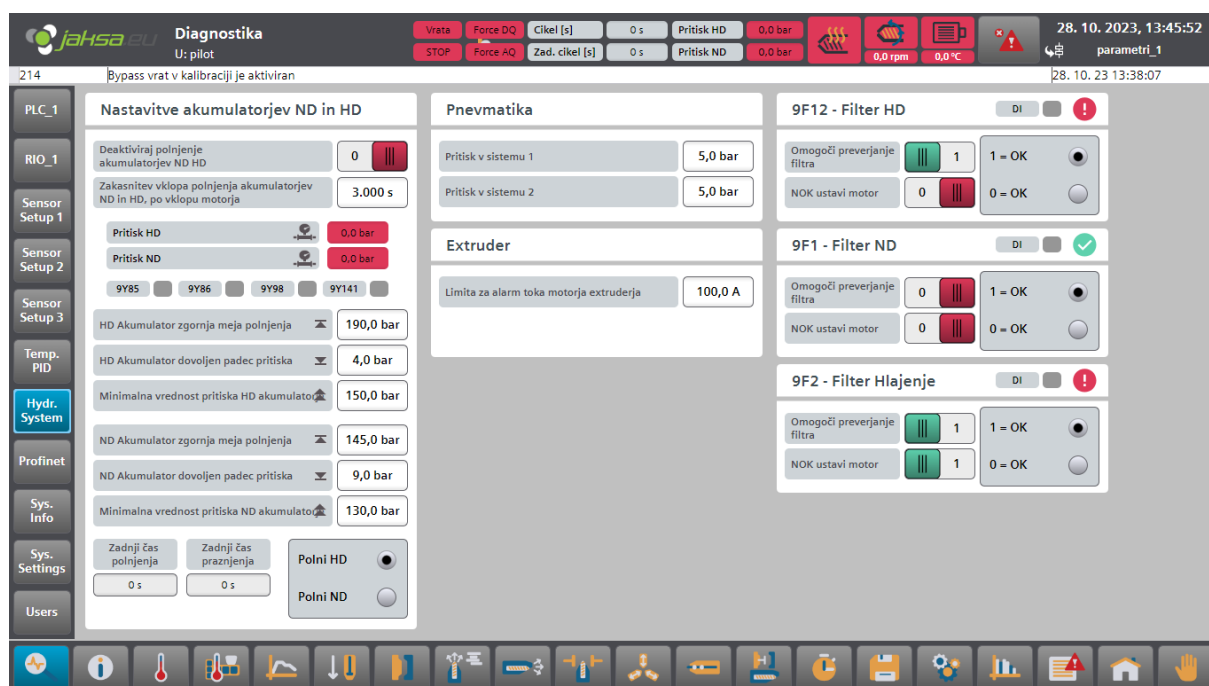 jaksa.eu
Diagnostika
U: pilot
Vrata Force DQ Cikel [s] 0 s Pritisk HD 0,0 bar
STOP Force AQ Zad. cikel [s] 0 s Pritisk ND 0,0 bar
0,0 rpm 0,0 °C
28. 10. 2023, 13:45:52
parametri_1
214 Bypass vrat v kalibraciji je aktiviran 28. 10. 23 13:38:07
PLC_1
RIO_1
Sensor
Setup 1
Sensor
Setup 2
Sensor
Setup 3
Temp.
PID
Hydr.
System
Profinet
Sys.
Info
Sys.
Settings
Users
Nastavitve akumulatorjev ND in HD
Deaktiviraj polnjenje
akumulatorjev ND HD
0
Zakasnitev vklopa polnjenja akumulatorjev
ND in HD, po vklopu motorja
3.000 s
Pritisk HD 0,0 bar
Pritisk ND 0,0 bar
9Y85 9Y86 9Y98 9Y141
HD Akumulator zgornja meja polnjenja 190,0 bar
HD Akumulator dovoljen padec pritiska 4,0 bar
Minimalna vrednost pritiska HD akumulato 150,0 bar
ND Akumulator zgornja meja polnjenja 145,0 bar
ND Akumulator dovoljen padec pritiska 9,0 bar
Minimalna vrednost pritiska ND akumulato 130,0 bar
Zadnji čas
polnjenja
0 s
Zadnji čas
praznjenja
0 s
Polni HD
Polni ND
Pnevmatika
Pritisk v sistemu 1 5,0 bar
Pritisk v sistemu 2 5,0 bar
Extruder
Limita za alarm toka motorja extruderja 100,0 A
9F12 - Filter HD DI
Omogoči preverjanje
filtra
1
NOK ustavi motor 0
1 = OK
0 = OK
9F1 - Filter ND DI
Omogoči preverjanje
filtra
0
NOK ustavi motor 0
1 = OK
0 = OK
9F2 - Filter Hlajenje DI
Omogoči preverjanje
filtra
1
NOK ustavi motor 1
1 = OK
0 = OK